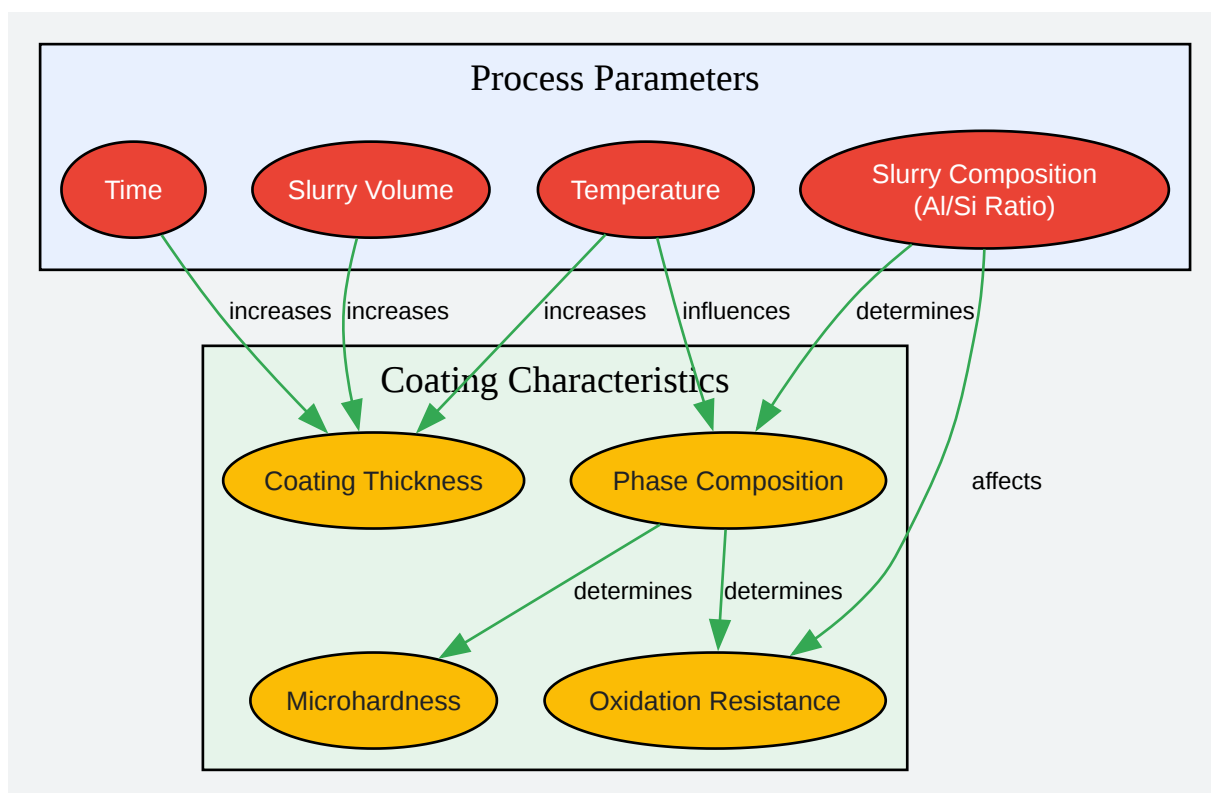 Process Parameters
Time
Slurry Volume
Temperature
Slurry Composition
(Al/Si Ratio)
increases
increases
increases
influences
determines
Coating Characteristics
Coating Thickness
Phase Composition
affects
determines
determines
Microhardness
Oxidation Resistance